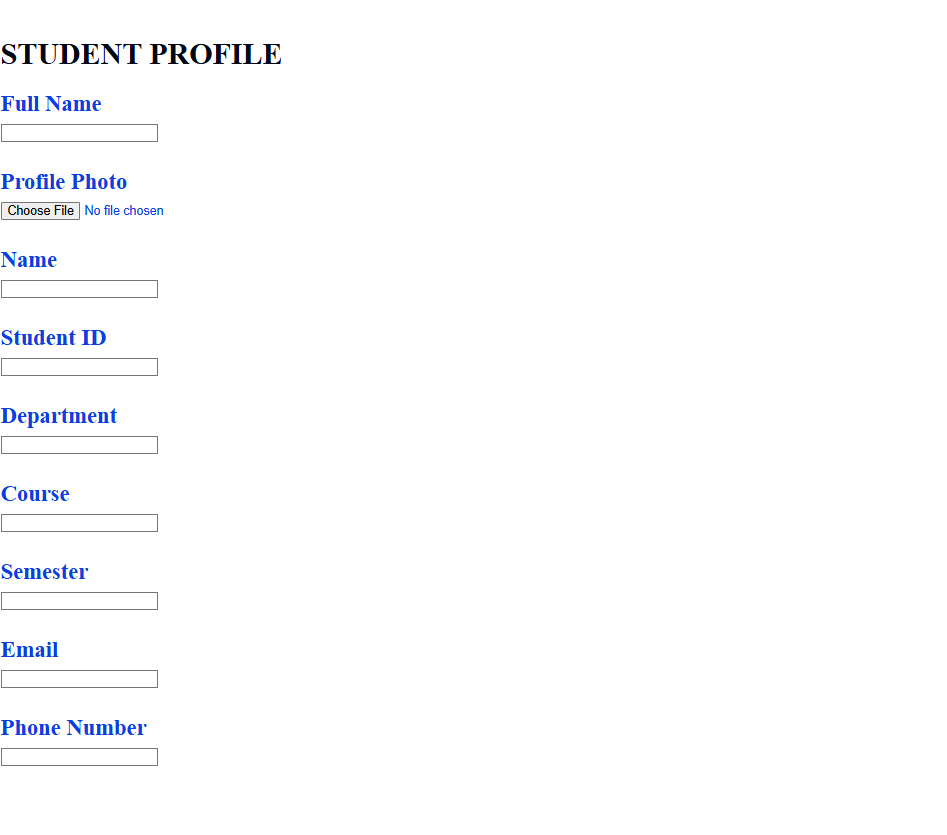 STUDENT PROFILE
Full Name
Profile Photo
Choose File No file chosen
Name
Student ID
Department
Course
Semester
Email
Phone Number